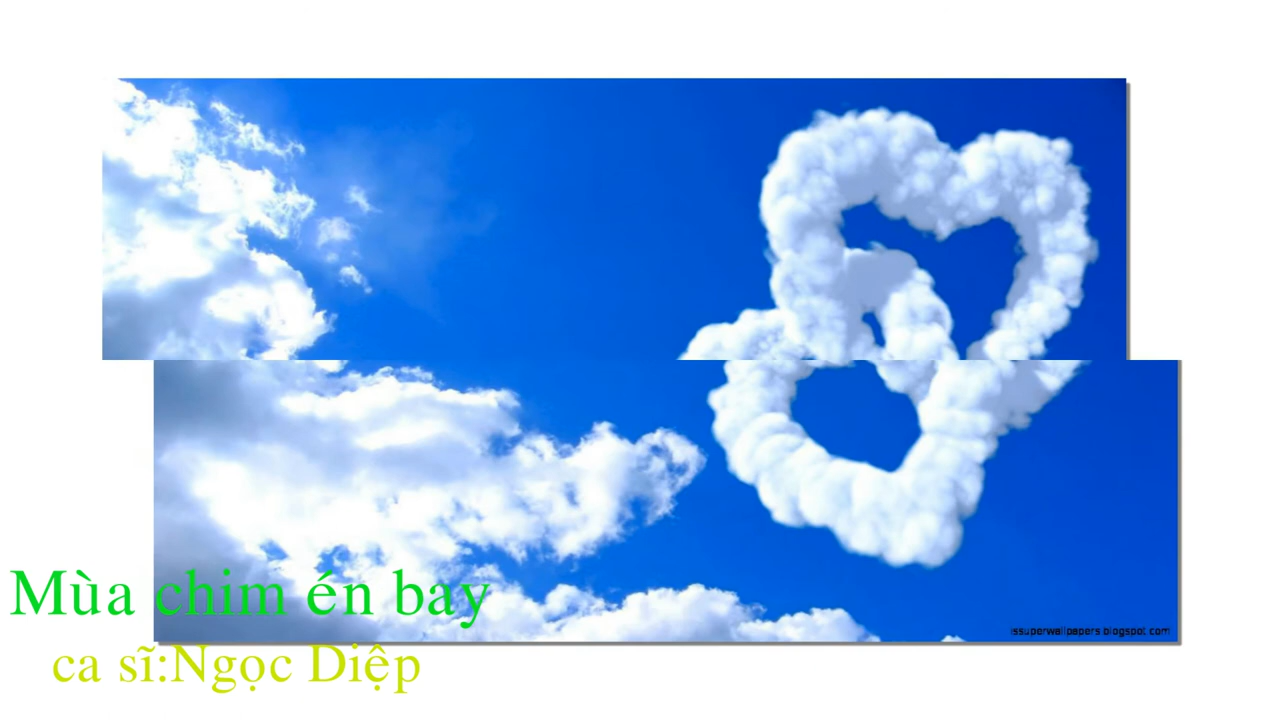 issuperwallpapers.blogspot.com
Mùa chim én bay
ca sĩ:Ngọc Diệp